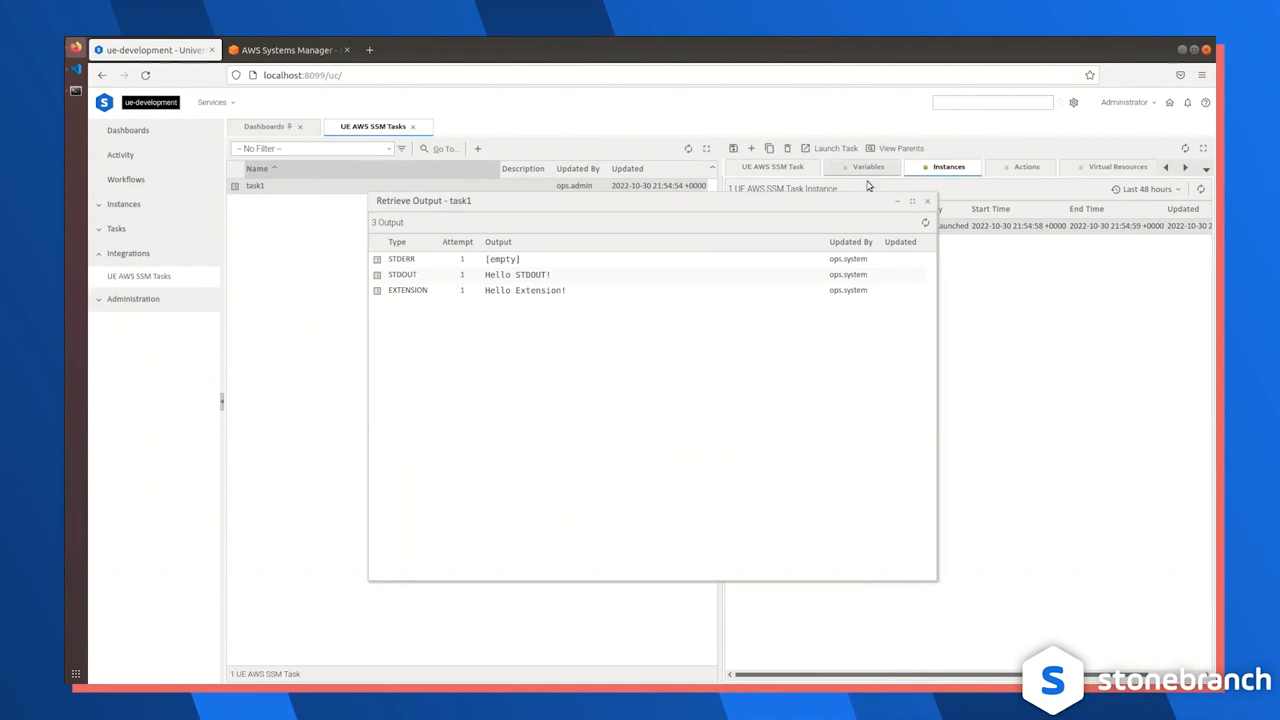 ue-development - Univer
AWS Systems Manager -
localhost:8099/uc/
ue-development
Services
Administrator
Dashboards
Activity
Workflows
Instances
Tasks
Integrations
UE AWS SSM Tasks
Administration
Dashboards
UE AWS SSM Tasks
-- No Filter --
Go To...
Name Description Updated By Updated
task1 ops.admin 2022-10-30 21:54:54 +0000
Launch Task View Parents
UE AWS SSM Task Variables Instances Actions Virtual Resources
1 UE AWS SSM Task Instance
Last 48 hours
Start Time End Time Updated
2022-10-30 21:54:58 +0000 2022-10-30 21:54:59 +0000 2022-10-30 2
Retrieve Output - task1
3 Output
Type Attempt Output Updated By Updated
STDERR 1 [empty] ops.system
STDOUT 1 Hello STDOUT! ops.system
EXTENSION 1 Hello Extension! ops.system
1 UE AWS SSM Task
S stonebranch